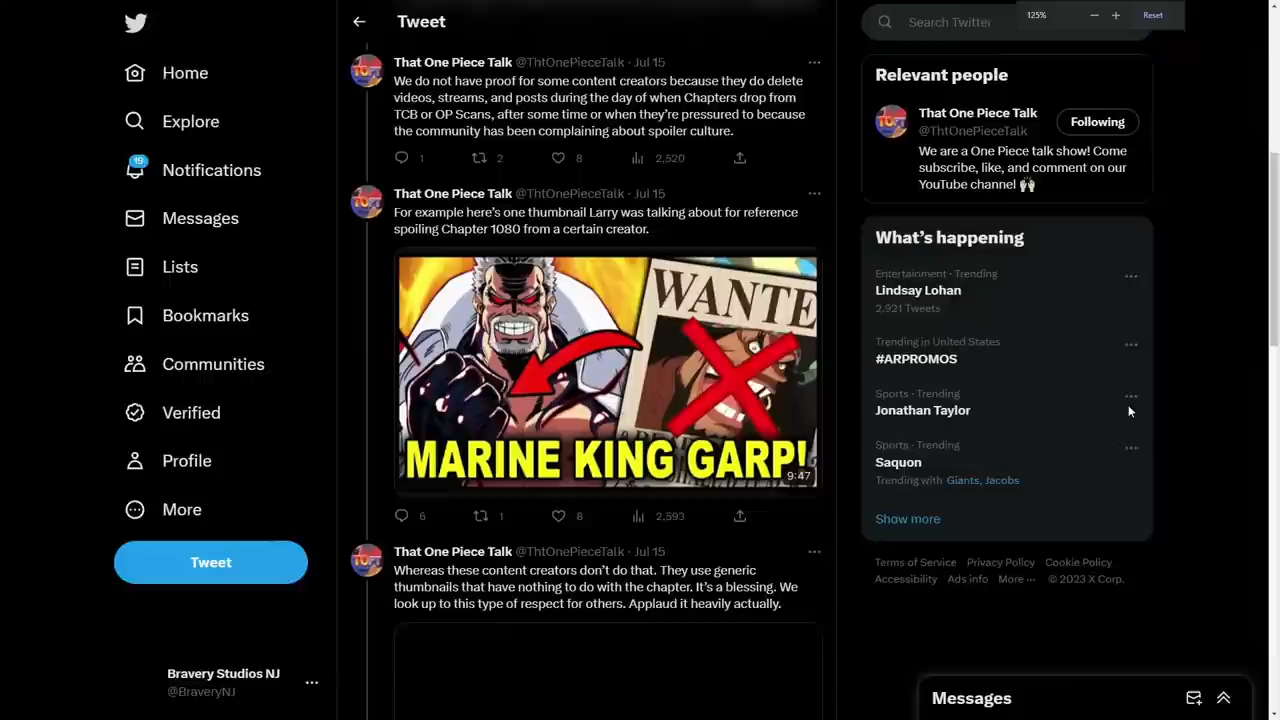 Home
Explore
19
Notifications
Messages
Lists
Bookmarks
Communities
Verified
Profile
More
Tweet
Bravery Studios NJ
@BraveryNJ
Tweet
That One Piece Talk @ThtOnePieceTalk · Jul 15
We do not have proof for some content creators because they do delete
videos, streams, and posts during the day of when Chapters drop from
TCB or OP Scans, after some time or when they're pressured to because
the community has been complaining about spoiler culture.
1 2 8 2,520
That One Piece Talk @ThtOnePieceTalk · Jul 15
For example here's one thumbnail Larry was talking about for reference
spoiling Chapter 1080 from a certain creator.
WANTE
MARINE KING GARP!
9:47
6 1 8 2,593
That One Piece Talk @ThtOnePieceTalk · Jul 15
Whereas these content creators don't do that. They use generic
thumbnails that have nothing to do with the chapter. It's a blessing. We
look up to this type of respect for others. Applaud it heavily actually.
Search Twitter
125%
Reset
Relevant people
That One Piece Talk
@ThtOnePieceTalk
Following
We are a One Piece talk show! Come
subscribe, like, and comment on our
YouTube channel 🙌🏻
What's happening
Entertainment · Trending
Lindsay Lohan
2,921 Tweets
Trending in United States
#ARPROMOS
Sports · Trending
Jonathan Taylor
Sports · Trending
Saquon
Trending with Giants, Jacobs
Show more
Terms of Service Privacy Policy Cookie Policy
Accessibility Ads info More ··· © 2023 X Corp.
Messages